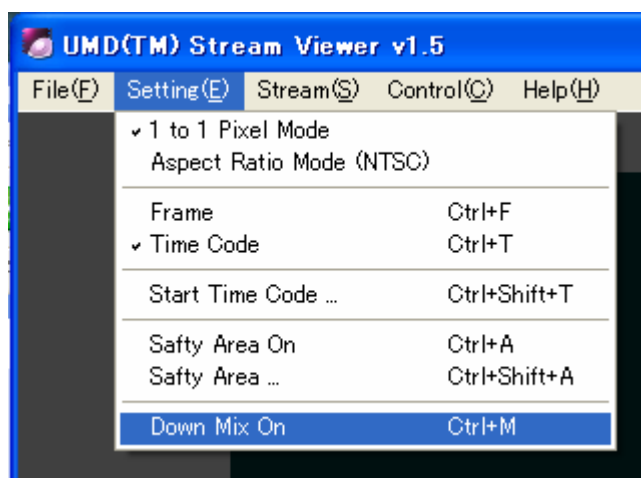 UMD(TM) Stream Viewer v1.5
File(F) Setting(E) Stream(S) Control(C) Help(H)
1 to 1 Pixel Mode
Aspect Ratio Mode (NTSC)
Frame Ctrl+F
Time Code Ctrl+T
Start Time Code ... Ctrl+Shift+T
Safty Area On Ctrl+A
Safty Area ... Ctrl+Shift+A
Down Mix On Ctrl+M